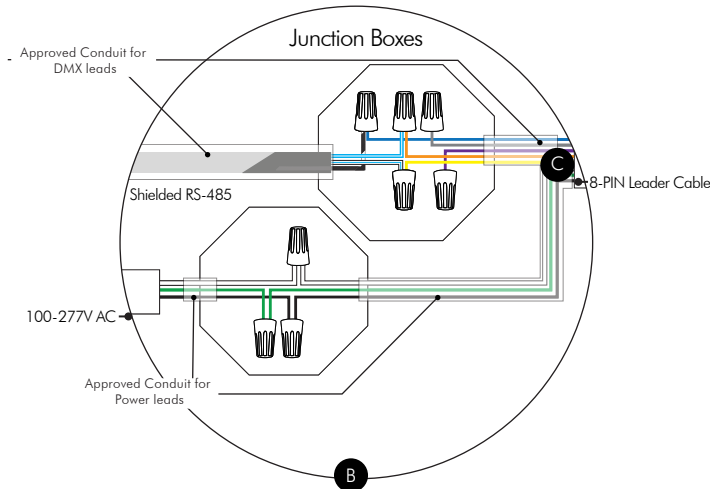 Junction Boxes
Approved Conduit for
DMX leads
C
8-PIN Leader Cable
Shielded RS-485
100-277V AC
Approved Conduit for
Power leads
B